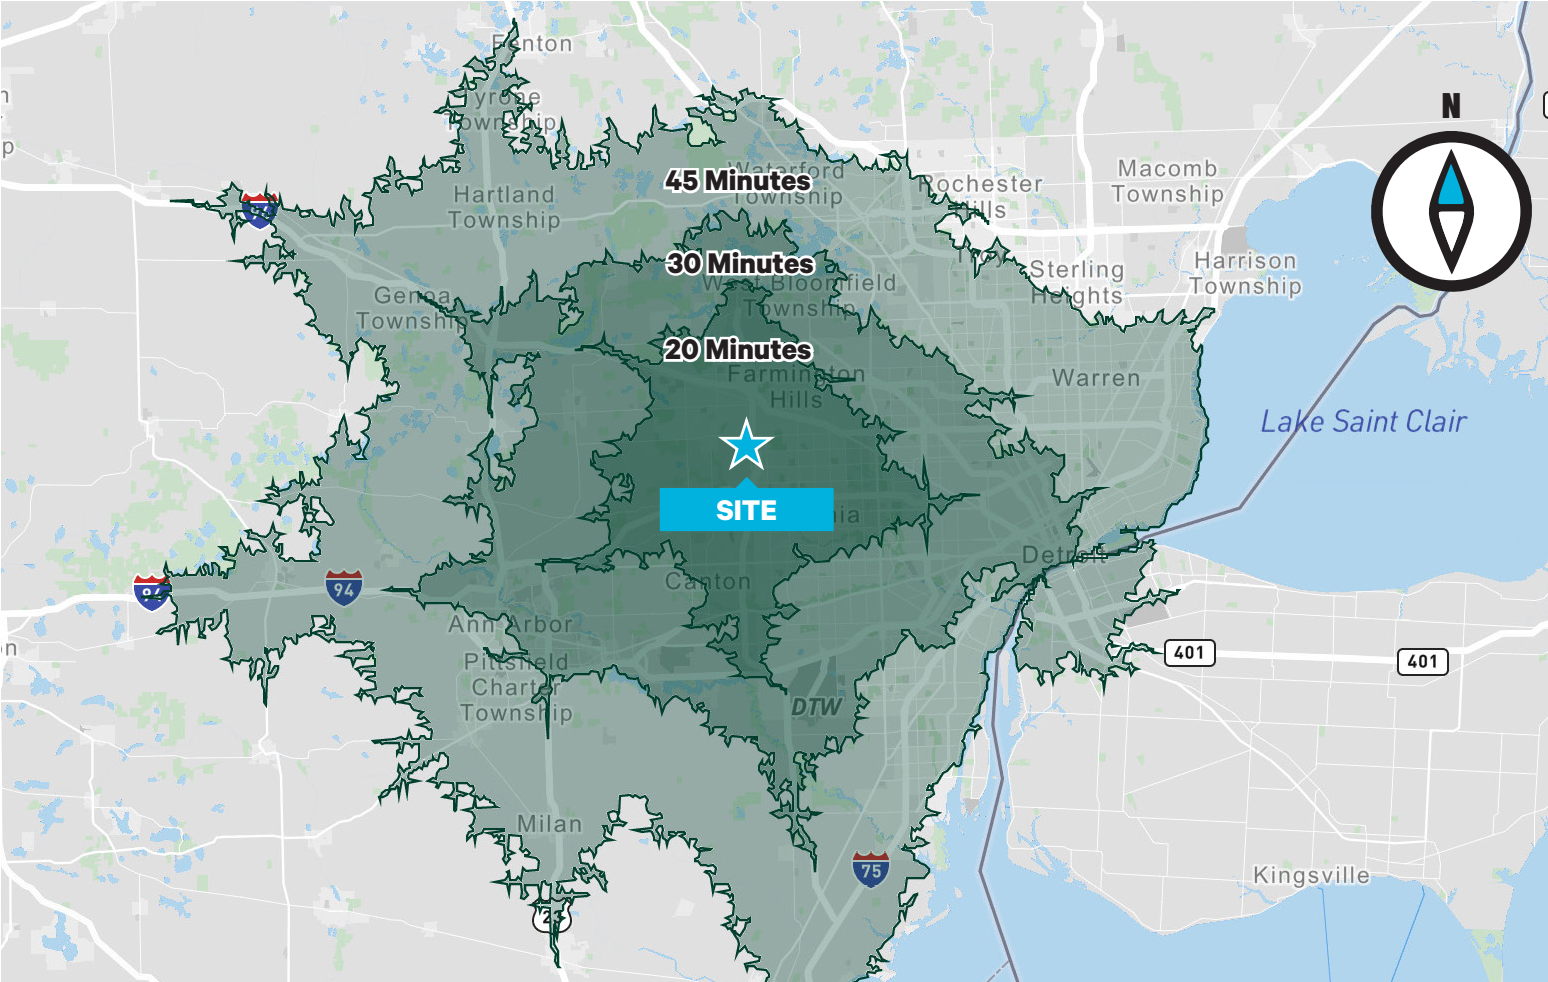 Fenton
N
Tyrone
Township
Macomb
Township
Waterford
Township
45 Minutes
Rochester
Hills
Hartland
Township
Troy
Sterling
Heights
Harrison
Township
30 Minutes
West Bloomfield
Township
Genoa
Township
20 Minutes
Farmington
Hills
Warren
Lake Saint Clair
SITE
Detroit
Canton
94
94
Ann Arbor
401
401
Pittsfield
Charter
Township
DTW
Milan
75
Kingsville